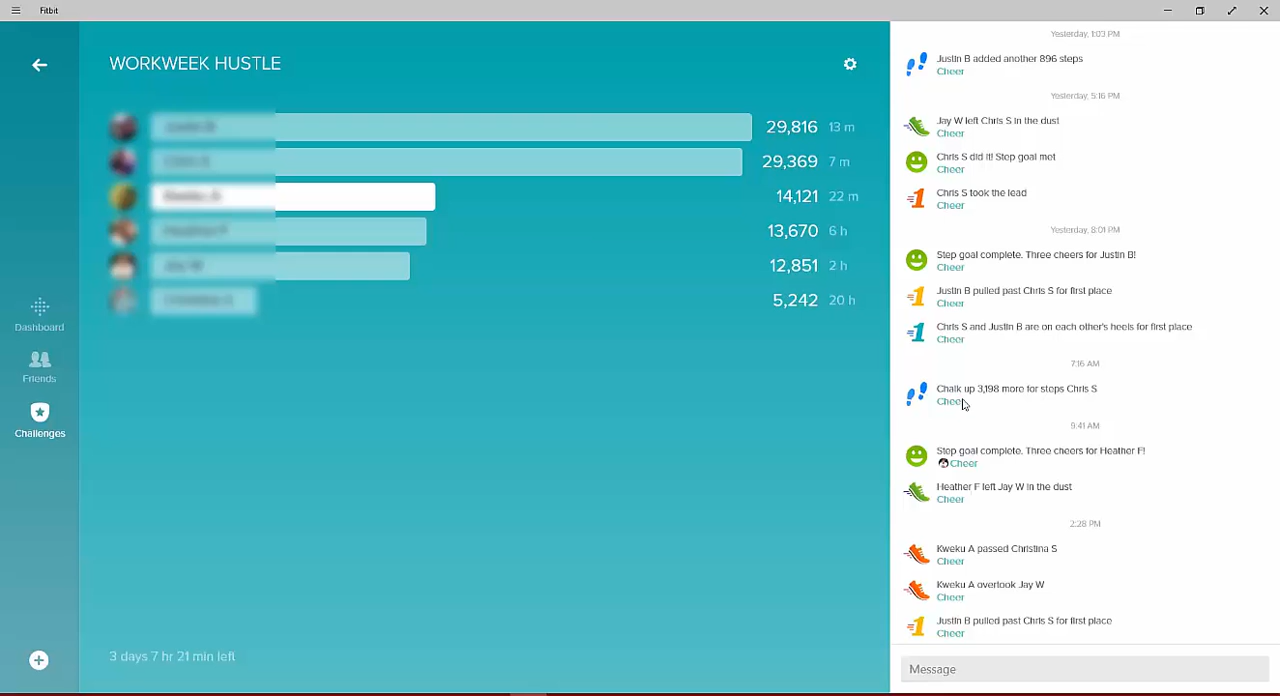 Fitbit
WORKWEEK HUSTLE
29,816 13 m
29,369 7 m
14,121 22 m
13,670 6 h
12,851 2 h
5,242 20 h
Dashboard
Friends
Challenges
3 days 7 hr 21 min left
Yesterday, 1:03 PM
Justin B added another 896 steps
Cheer
Yesterday, 5:16 PM
Jay W left Chris S in the dust
Cheer
Chris S did it! Step goal met
Cheer
Chris S took the lead
Cheer
Yesterday, 8:01 PM
Step goal complete. Three cheers for Justin B!
Cheer
Justin B pulled past Chris S for first place
Cheer
Chris S and Justin B are on each other's heels for first place
Cheer
7:16 AM
Chalk up 3,198 more for steps Chris S
Cheer
9:41 AM
Step goal complete. Three cheers for Heather F!
Cheer
Heather F left Jay W in the dust
Cheer
2:28 PM
Kweku A passed Christina S
Cheer
Kweku A overtook Jay W
Cheer
Justin B pulled past Chris S for first place
Cheer
Message